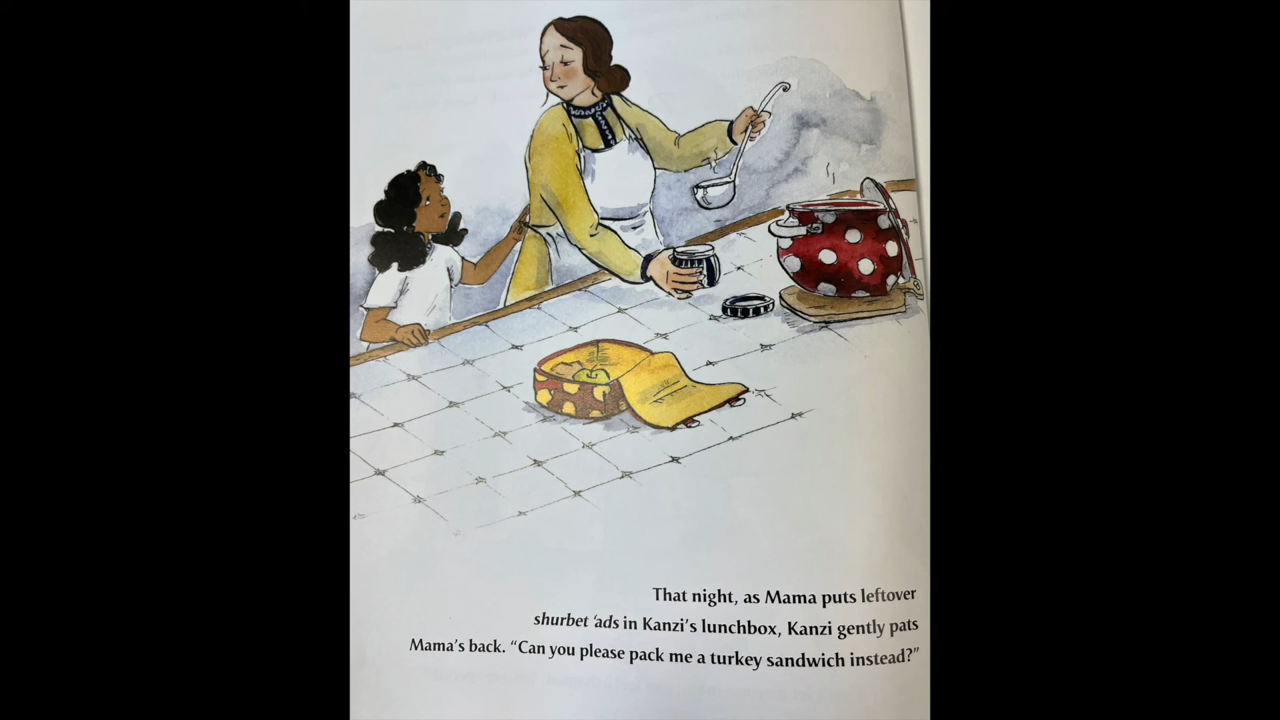 That night, as Mama puts leftover
shurbet ‘ads in Kanzi’s lunchbox, Kanzi gently pats
Mama’s back. “Can you please pack me a turkey sandwich instead?”